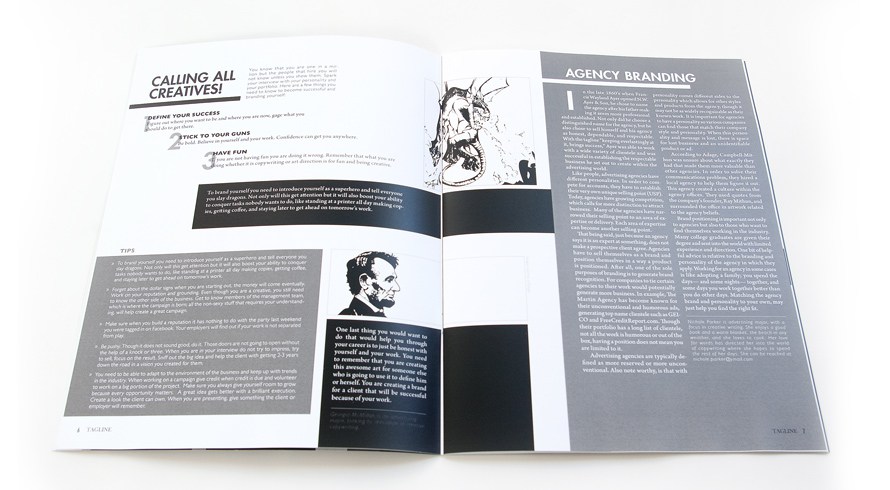 CALLING ALL
CREATIVES!
You know that you are in a
but the people that hire you will
not know unless you show them. Spark
your interview with your personality and
your portfolio. Here are a few things you
need to know to become successful and
branding yourself
1
DEFINE YOUR SUCCESS
Figure out where you want to be and where you are now, gage what you
could do to get there.
2
STICK TO YOUR GUNS
Be bold. Believe in yourself and your work. Confidence can get you anywhere.
3
HAVE FUN
If you are not having fun you are doing it wrong. Remember that what you are
doing whether it is copywriting or art direction is for fun and being creative.
To brand yourself you need to introduce yourself as a superhero and tell everyone
you slay dragons. Not only will this get attention but it will also boost your ability
to conquer tasks nobody wants to do, like standing at a printer all day making cop-
ies, getting coffee, and staying later to get ahead on tomorrow's work.
TIPS
To brand yourself you need to introduce yourself as a superhero and tell everyone you
slay dragons. Not only will this get attention but it will also boost your ability to conquer
tasks nobody wants to do, like standing at a printer all day making copies, getting coffee,
and staying later to get ahead on tomorrow's work.
Forget about the dollar signs when you are starting out, the money will come eventually.
Work on your reputation and grounding. Even though you are a creative, you still need
to know the other side of the business. Get to know members of the management team,
which is where the campaign is born; all the non-sexy stuff that requires your understand-
ing, will help create a great campaign.
Make sure when you build a reputation it has nothing to do with the party last weekend
you were tagged in on Facebook. Your employers will find out if your work is not separated
from play.
Be pushy. Though it does not sound good, do it. Those doors are not going to open without
the help of a knock or three. When you are in your interview do not try to impress, try
to sell, focus on the result. Sniff out the big idea and help the client with getting 2-3 years
down the road in a vision you created for them.
You need to be able to adapt to the environment of the business and keep up with trends
in the industry. When working on a campaign give credit when credit is due and volunteer
to work on a big portion of the project. Make sure you always give yourself room to grow
because every opportunity matters. A great idea gets better with a brilliant execution.
Create a look the client can own. When you are presenting, give something the client or
employer will remember.
One last thing you would want to
do that would help you through
your career is to just be honest with
yourself and your work. You need
to remember that you are creating
this awesome art for someone else
who is going to use it to define him
or herself. You are creating a brand
for a client that will be successful
because of your work.
4 TAGLINE
AGENCY BRANDING
In the late 1800's when Fran-
cis Wayland Ayer opened N.W.
Ayer & Son, he chose to name
the agency after his father mak-
ing it seem more professional
and established. Not only did he choose to
distinguish himself in the agency, but he
also chose to sell himself and his agency
as honest, dependable, and respectable.
With the tagline "keeping everlastingly at
it, brings success," Ayer was able to work
with a wide variety of clientele and was
successful in establishing the respectable
brand he wanted to create within the
advertising world.
Like people, advertising agencies have
different personalities. In order to com-
pete for accounts, they have to establish
their very own unique selling point (USP).
Today, agencies have growing competition,
which calls for more distinction to attract
business. Many of the agencies have nar-
rowed their selling point to an area of ex-
pertise or delivery. Each area of expertise
can become another selling point.
That being said, just because an agency
says it is an expert at something, does not
make a prospective client agree. Agencies
have to sell themselves as a brand and
position themselves in a way a product
is positioned. After all, one of the sole
purposes of branding is to generate brand
recognition. For companies to be certain
agencies to their work would potentially
generate more business. In example, The
Martin Agency has become known for
their unconventional and humorous ads,
generating top name clientele such as GEI-
CO and FreeCreditReport.com. Though
their portfolio has a long list of clientele,
not all the work is humorous or out of the
box, having a position does not mean you
are limited to it.
Advertising agencies are typically de-
fined as more reserved or more uncon-
ventional. Also note worthy, is that with
personality comes different sides to the
personality which allows for other styles
and products from the agency, though it
may not be as widely recognizable as their
known work. It is important for agencies
to have a personality so various companies
can find those that match their company
style and personality. When that person-
ality and message is lost, there is space
for lost business and an unidentifiable
product or ad.
According to Adage, Campbell Mit-
hun was unsure about what exactly they
had that made them more valuable than
other agencies. In order to solve their
communication problem, they hired a
local agency to help them figure it out.
This agency created a culture within the
agency offices. They used quotes from
the company's founder, Ray Mithun, and
surrounded the office in artwork related
to the agency beliefs.
Brand positioning is important not only
to agencies but also to those who want to
find themselves working in the industry.
Many college graduates are given their
degree and sent into the world with limited
experience and direction. One bit of help-
ful advice is relative to the branding and
personality of the agency in which they
apply. Working for an agency in some cases
is like adopting a family; you spend the
days— and some nights— together, and
some days you work together better than
you do other days. Matching the agency
brand and personality to your own, may
just help you find the right fit.
TAGLINE 5